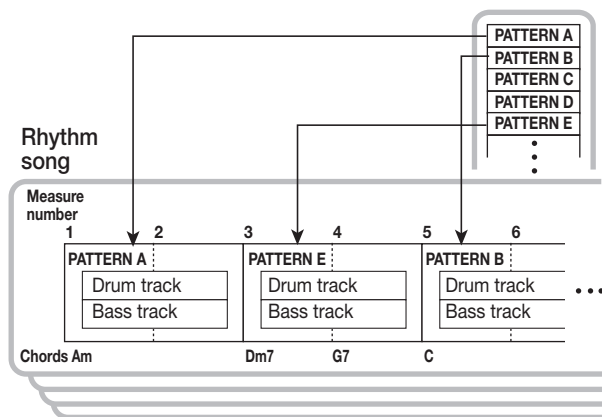 PATTERN A
PATTERN B
PATTERN C
PATTERN D
PATTERN E
Rhythm
song
Measure
number
1 2 3 4 5 6
PATTERN A PATTERN E PATTERN B
Drum track Drum track Drum track
Bass track Bass track Bass track
Chords Am Dm7 G7 C